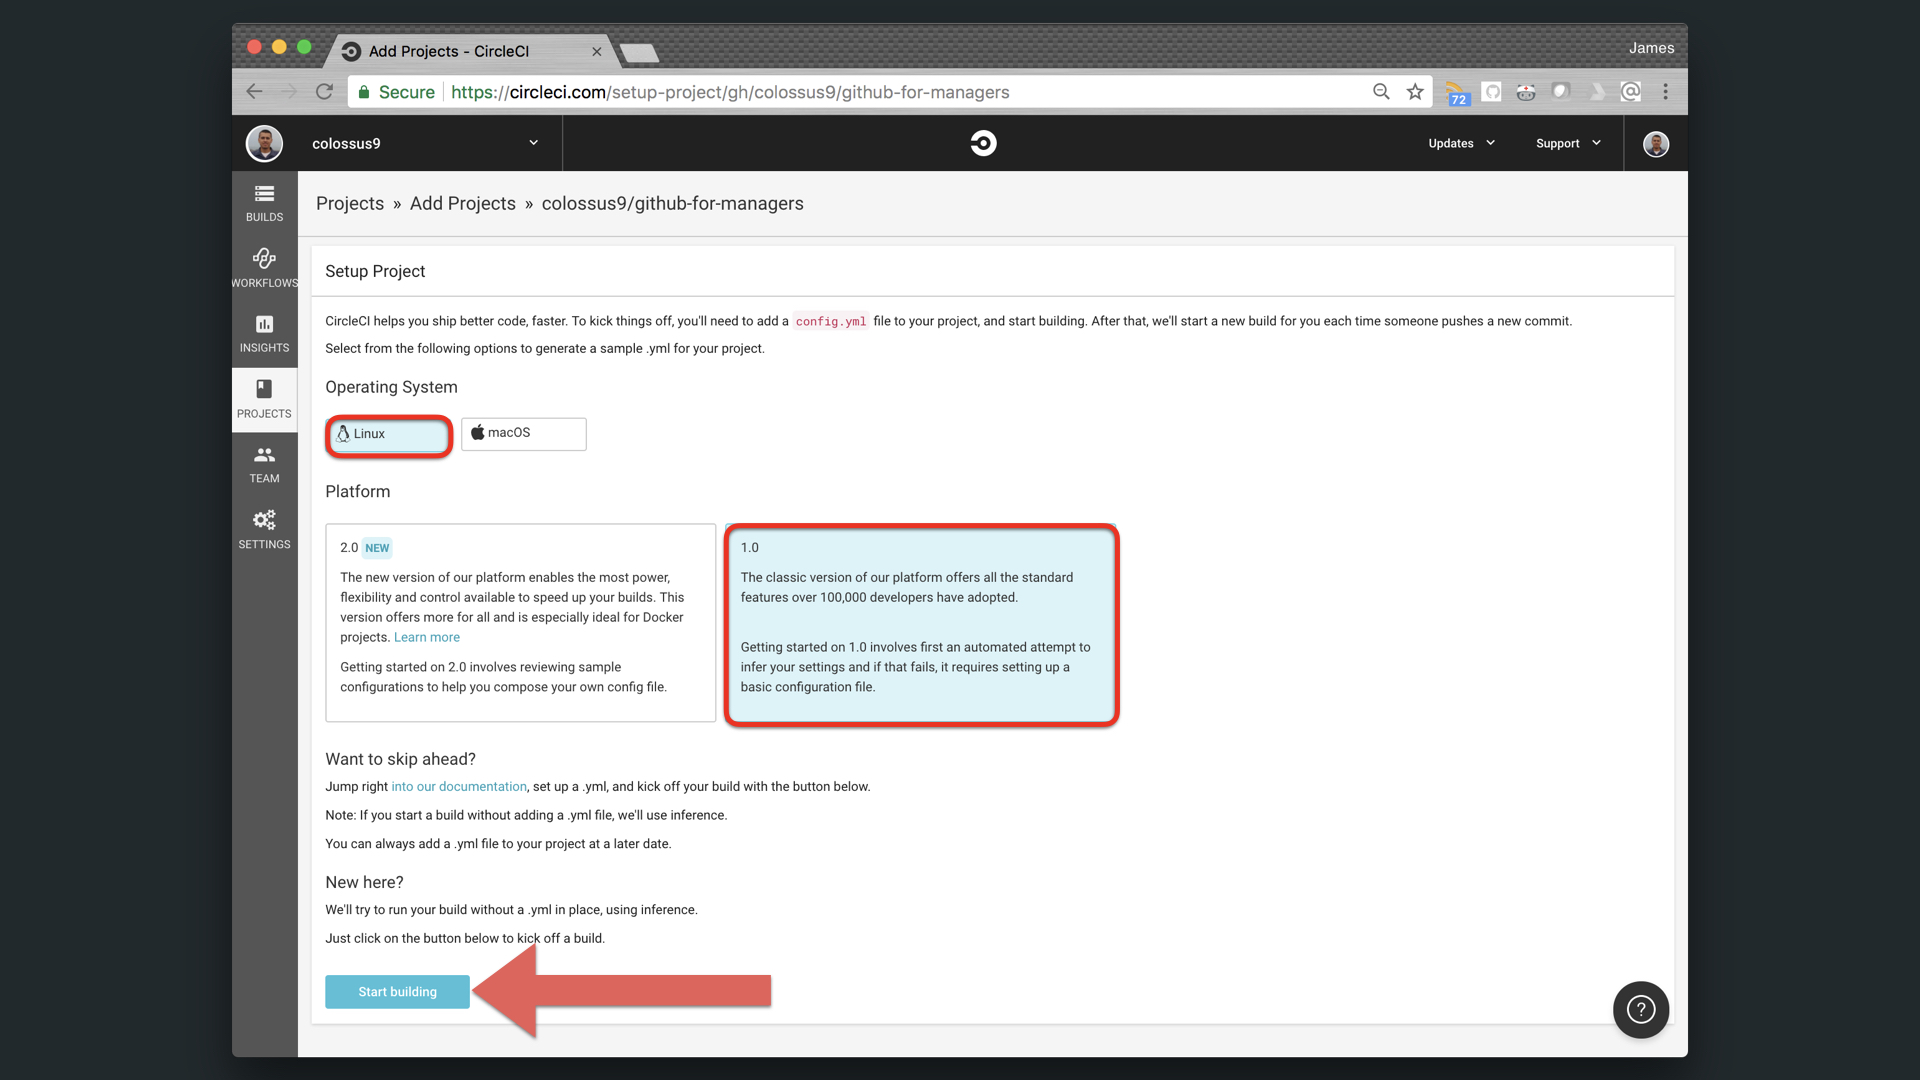 Add Projects - CircleCI
James
Secure https://circleci.com/setup-project/gh/colossus9/github-for-managers
72
colossus9
Updates
Support
BUILDS
WORKFLOWS
INSIGHTS
PROJECTS
TEAM
SETTINGS
Projects » Add Projects » colossus9/github-for-managers
Setup Project
CircleCI helps you ship better code, faster. To kick things off, you'll need to add a config.yml file to your project, and start building. After that, we'll start a new build for you each time someone pushes a new commit.
Select from the following options to generate a sample .yml for your project.
Operating System
Linux
macOS
Platform
2.0 NEW
The new version of our platform enables the most power,
flexibility and control available to speed up your builds. This
version offers more for all and is especially ideal for Docker
projects. Learn more
Getting started on 2.0 involves reviewing sample
configurations to help you compose your own config file.
1.0
The classic version of our platform offers all the standard
features over 100,000 developers have adopted.
Getting started on 1.0 involves first an automated attempt to
infer your settings and if that fails, it requires setting up a
basic configuration file.
Want to skip ahead?
Jump right into our documentation, set up a .yml, and kick off your build with the button below.
Note: If you start a build without adding a .yml file, we'll use inference.
You can always add a .yml file to your project at a later date.
New here?
We'll try to run your build without a .yml in place, using inference.
Just click on the button below to kick off a build.
Start building
?